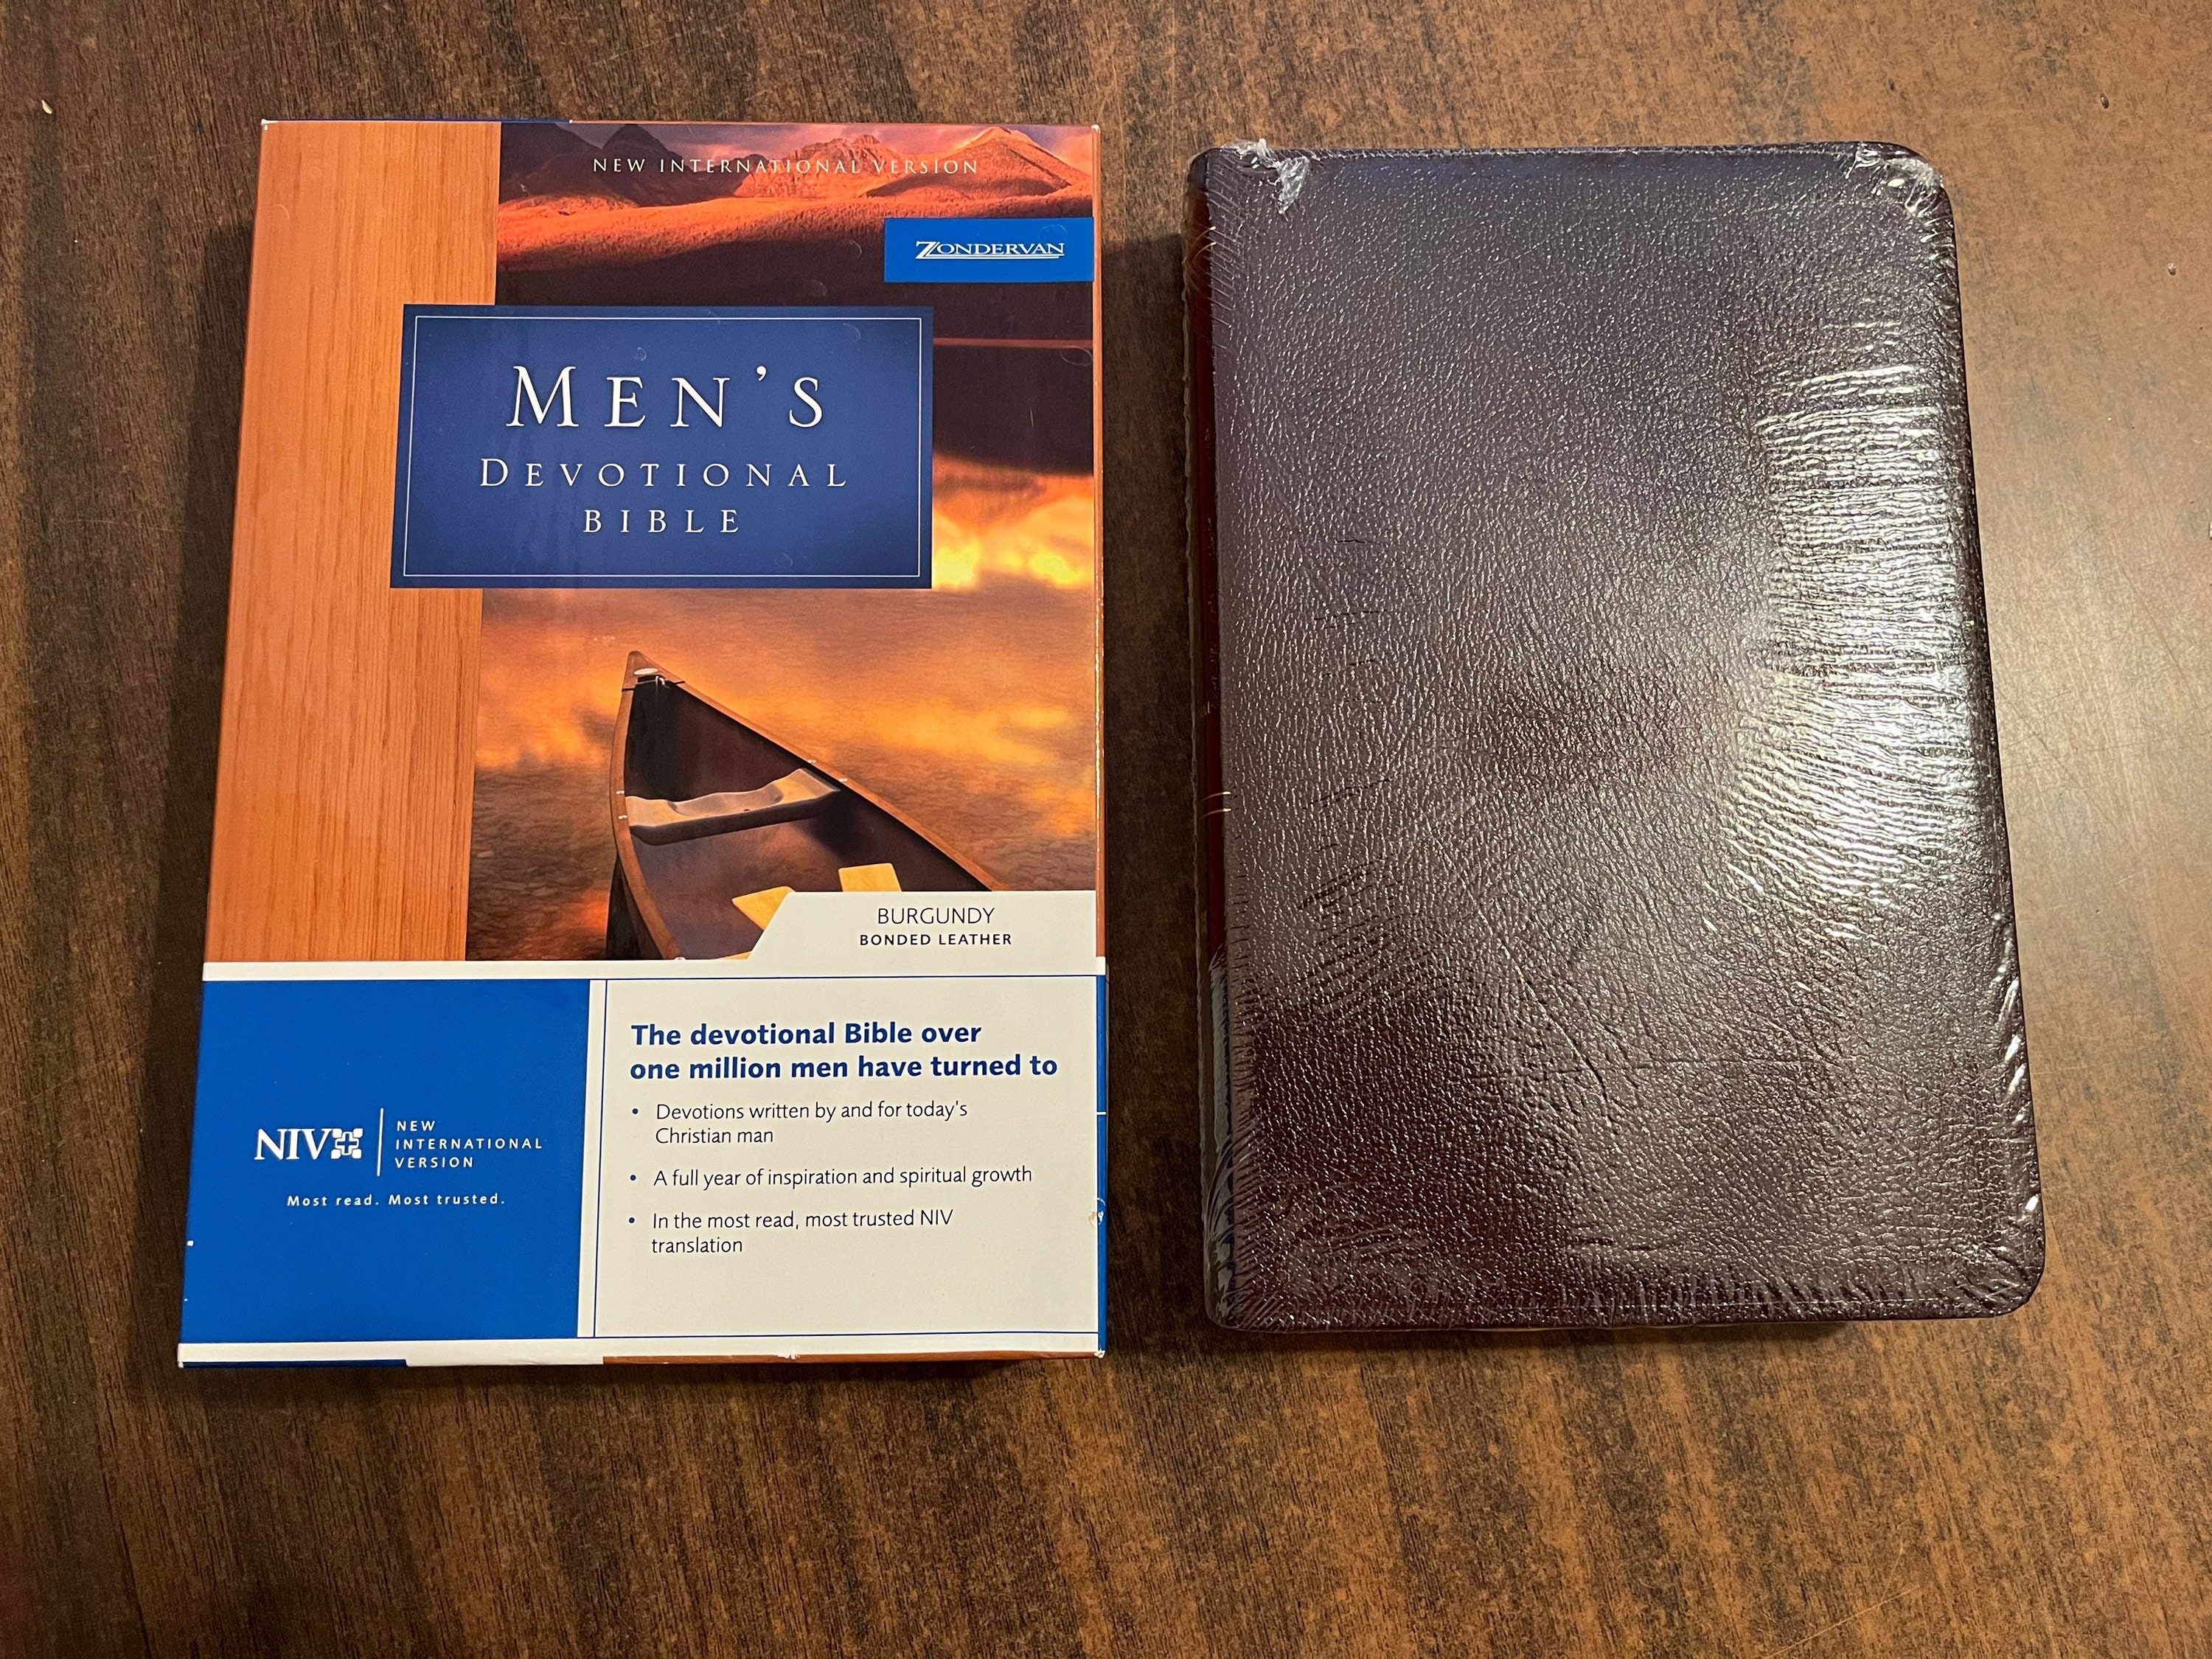 NEW INTERNATIONAL VERSION
ZONDERVAN
MEN'S
DEVOTIONAL
BIBLE
BURGUNDY
BONDED LEATHER
The devotional Bible over
one million men have turned to
• Devotions written by and for today's
Christian man
• A full year of inspiration and spiritual growth
• In the most read, most trusted NIV
translation
NIV
NEW
INTERNATIONAL
VERSION
Most read. Most trusted.